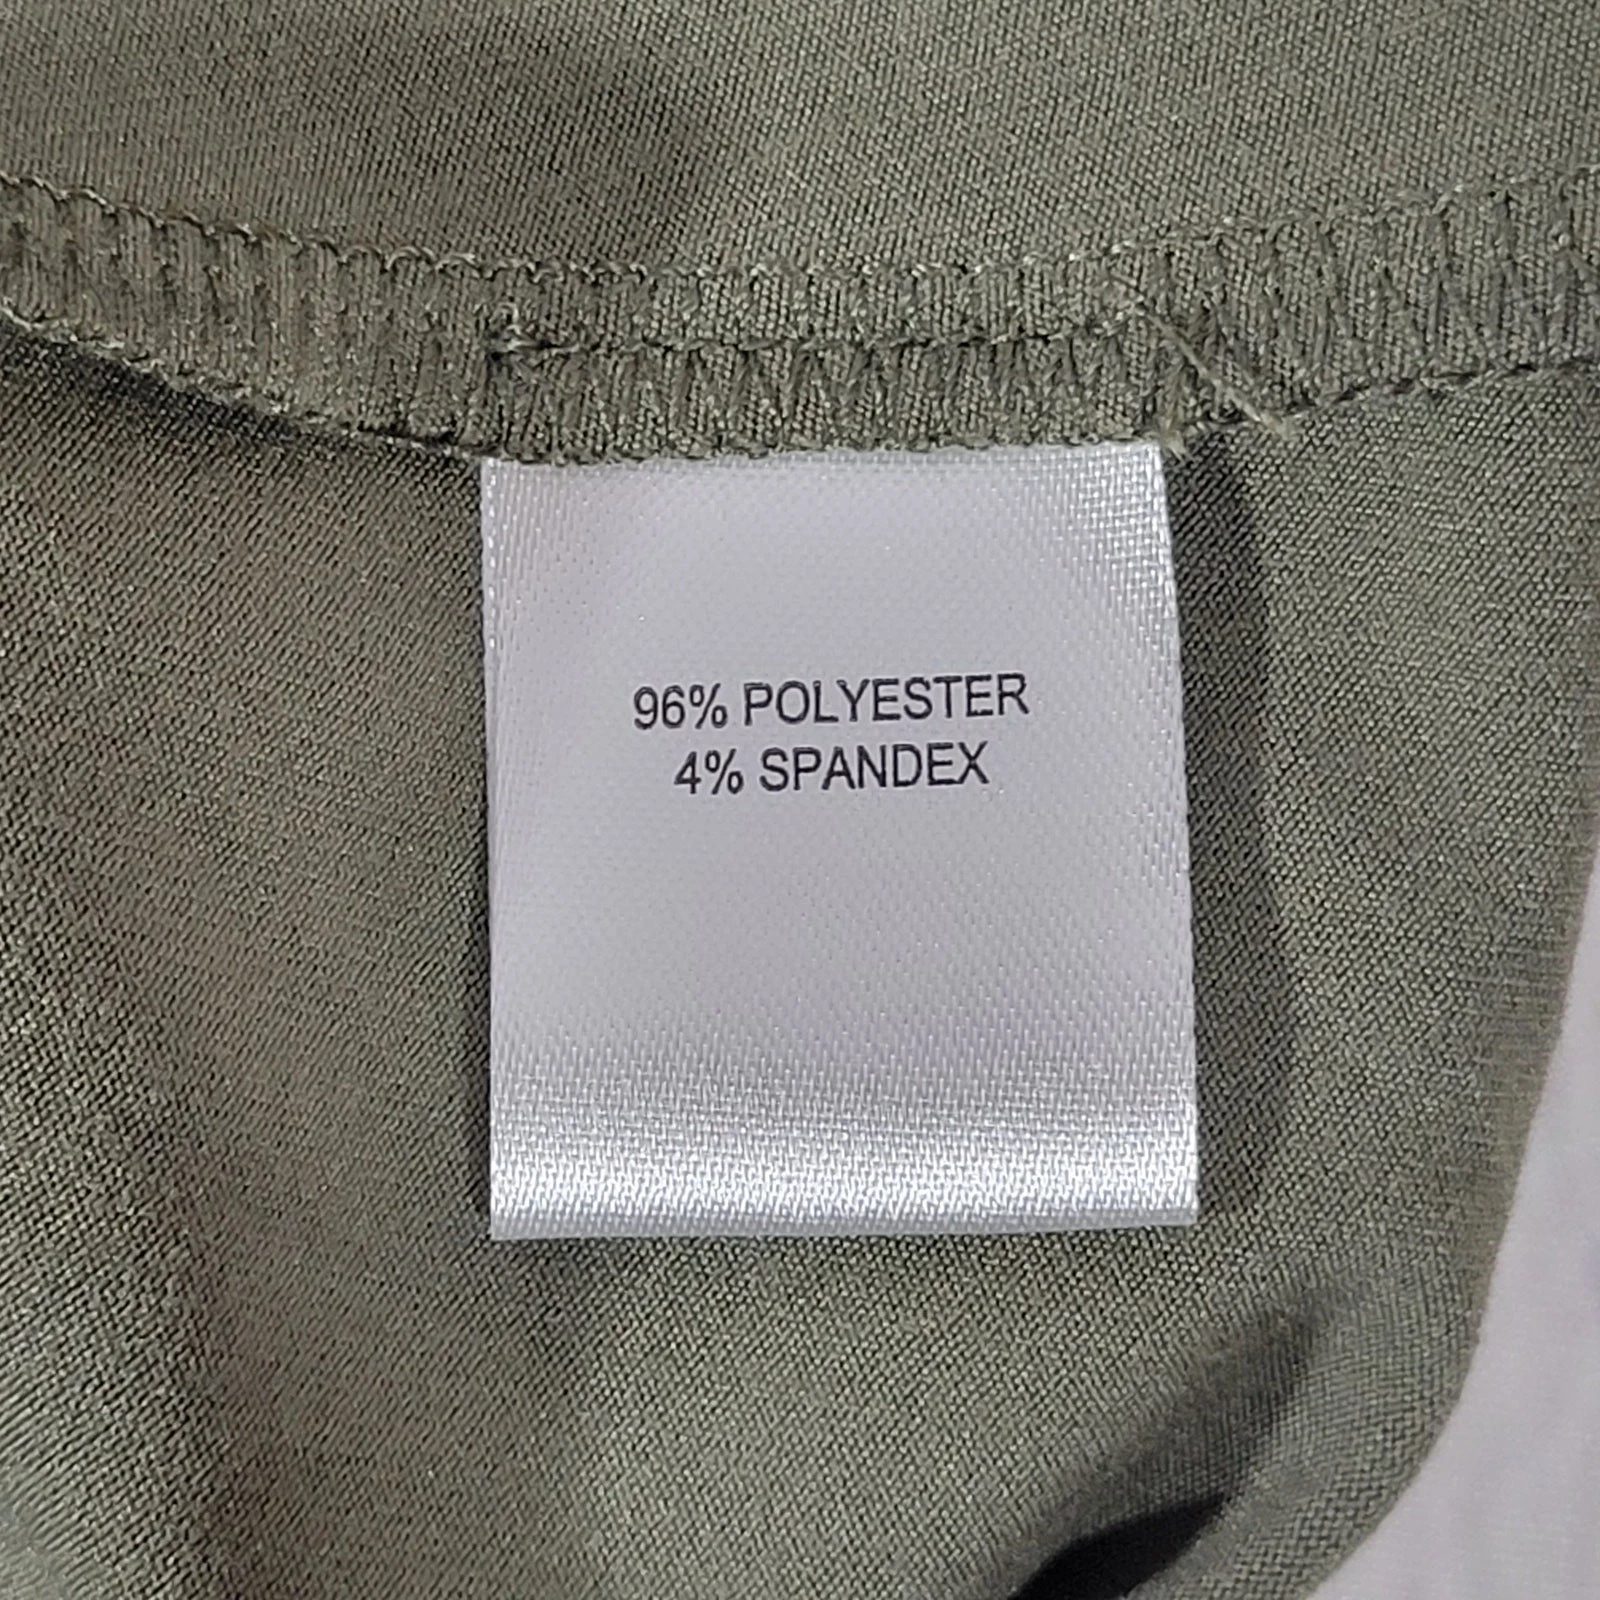 96% POLYESTER
4% SPANDEX